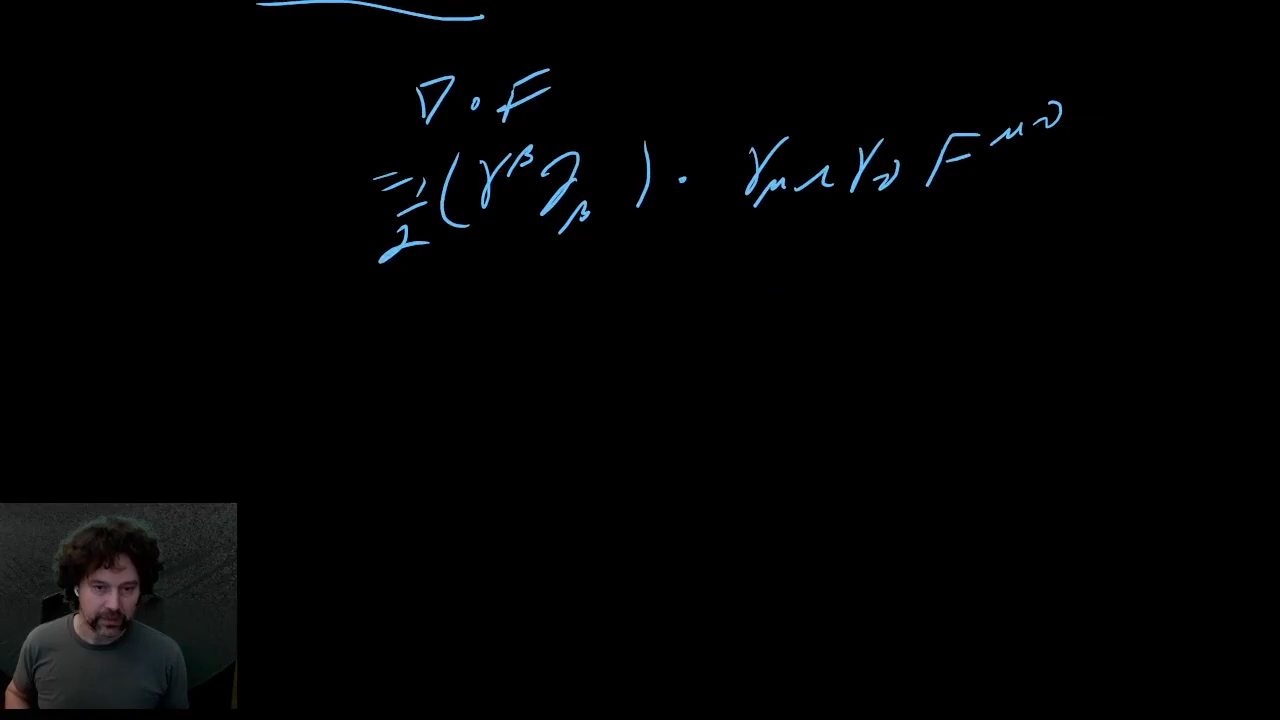 ∇ · F
= 1/2 (γ^β ∂_β) · γ_μ ∧ γ_ν F^{μν}